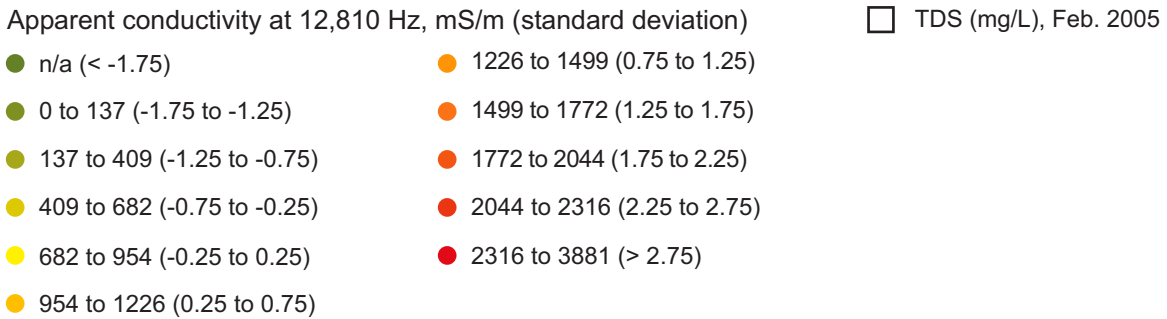 Apparent conductivity at 12,810 Hz, mS/m (standard deviation)
n/a (< -1.75)
0 to 137 (-1.75 to -1.25)
137 to 409 (-1.25 to -0.75)
409 to 682 (-0.75 to -0.25)
682 to 954 (-0.25 to 0.25)
954 to 1226 (0.25 to 0.75)
1226 to 1499 (0.75 to 1.25)
1499 to 1772 (1.25 to 1.75)
1772 to 2044 (1.75 to 2.25)
2044 to 2316 (2.25 to 2.75)
2316 to 3881 (> 2.75)
TDS (mg/L), Feb. 2005